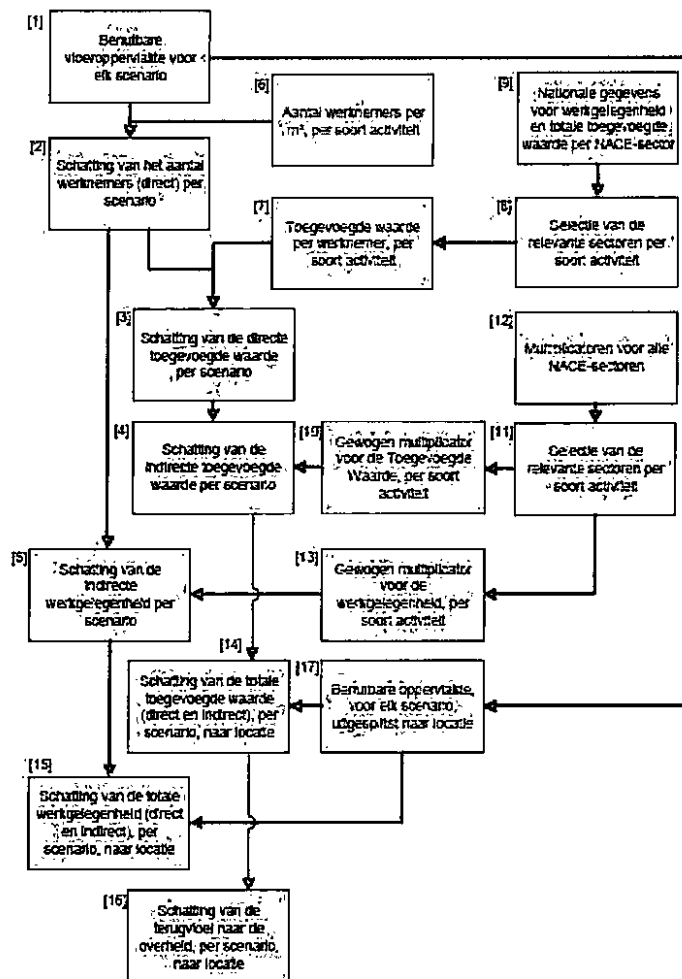 [1]
Benutbare
vloeroppervlakte voor
elk scenario
[6]
Aantal werknemers per
m², per soort activiteit
[9]
Nationale gegevens
voor werkgelegenheid
en totale toegevoegde
waarde per NACE-sector
[2]
Schatting van het aantal
werknemers (direct) per
scenario
[7]
Toegevoegde waarde
per werknemer, per
soort activiteit
[8]
Selectie van de
relevante sectoren per
soort activiteit
[3]
Schatting van de directe
toegevoegde waarde
per scenario
[12]
Multiplicatoren voor alle
NACE-sectoren
[4]
Schatting van de
indirecte toegevoegde
waarde per scenario
[10]
Gewogen multiplicator
voor de Toegevoegde
Waarde, per soort
activiteit
[11]
Selectie van de
relevante sectoren per
soort activiteit
[5]
Schatting van de
indirecte
werkgelegenheid per
scenario
[13]
Gewogen multiplicator
voor de
werkgelegenheid, per
soort activiteit
[14]
Schatting van de totale
toegevoegde waarde
(direct en indirect), per
scenario, naar locatie
[17]
Benutbare oppervlakte,
voor elk scenario,
uitgesplitst naar locatie
[15]
Schatting van de totale
werkgelegenheid (direct
en indirect), per
scenario, naar locatie
[16]
Schatting van de
terugvloei naar de
overheid, per scenario,
naar locatie